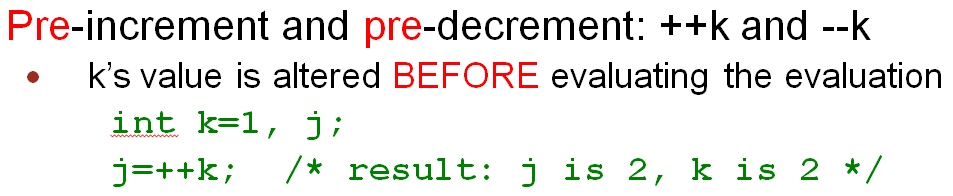 Pre-increment and pre-decrement: ++k and --k
• k’s value is altered BEFORE evaluating the evaluation
int k=1, j;
j=++k; /* result: j is 2, k is 2 */